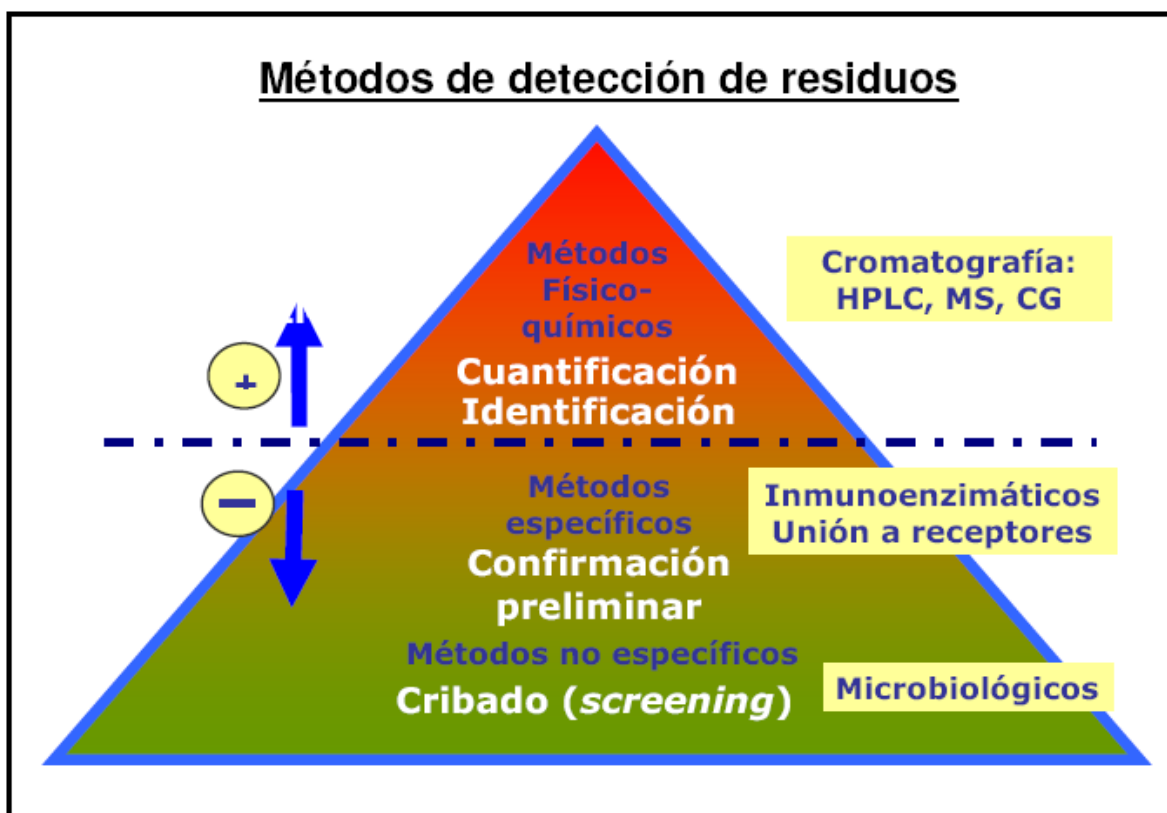 Métodos de detección de residuos
Métodos
Físico-
químicos
Cuantificación
Identificación
Cromatografía:
HPLC, MS, CG
+
−
Métodos
específicos
Confirmación
preliminar
Inmunoenzimáticos
Unión a receptores
Métodos no específicos
Cribado (screening)
Microbiológicos